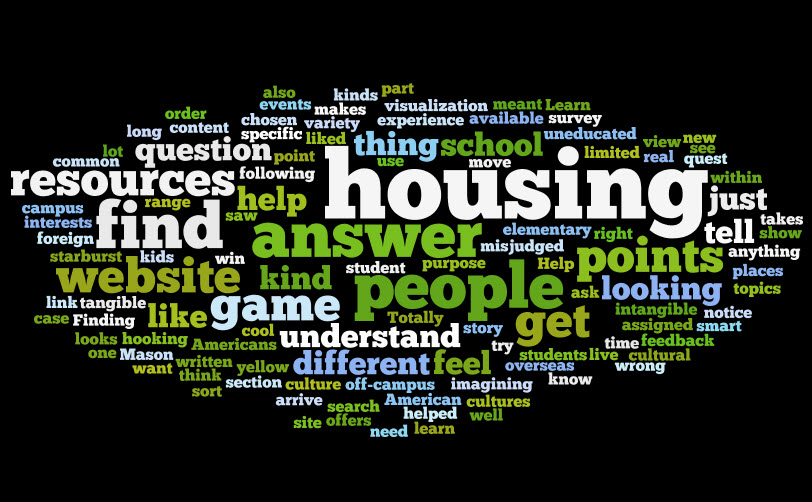 also kinds part
events makes visualization meant Learn
order chosen variety experience available survey
long content specific liked thing school uneducated view new
lot question point use move limited real see quest
common resources following housing within
campus range help just
interests saw takes
foreign find answer elementary right tell show
misjudged anything
starburst kids win student purpose Help points places
website kind people ask looking topics
link tangible game intangible notice
case Finding like Totally get assigned smart
looks hooking cool understand story time feedback
one Mason Americans try students live cultural
want written yellow different feel overseas wrong
think section culture off-campus imagining know
sort arrive search American cultures
helped well
site offers
need learn